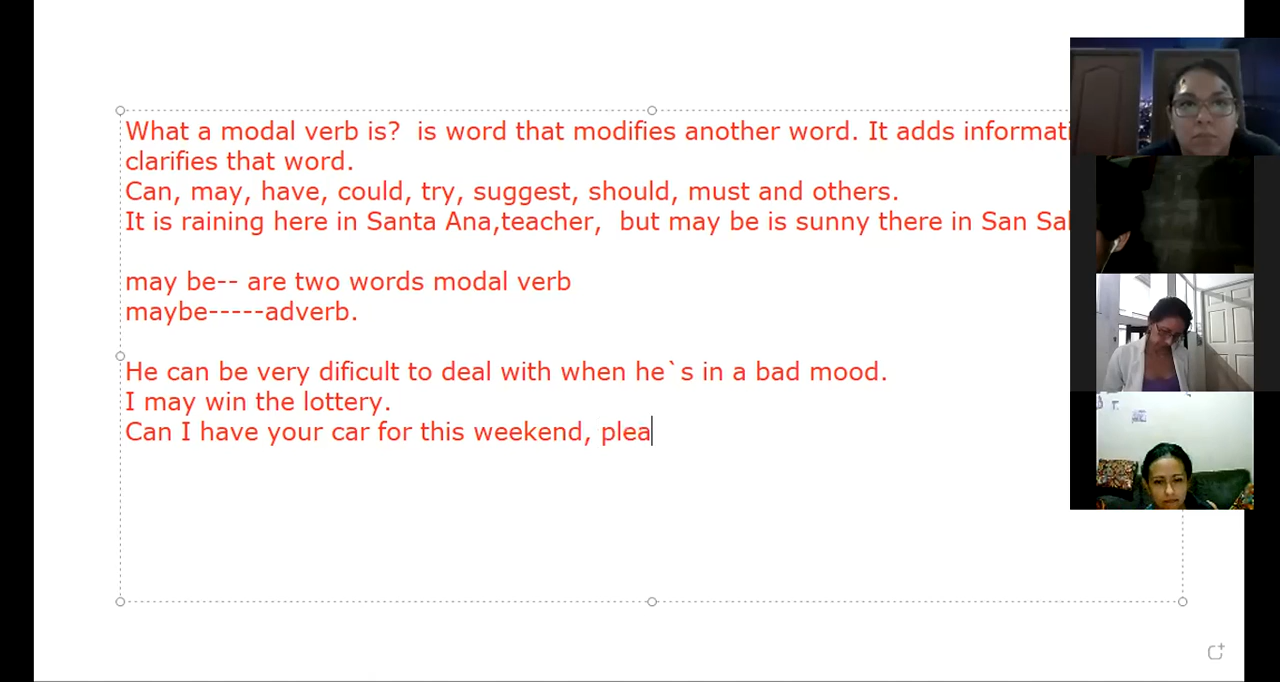 What a modal verb is?  is word that modifies another word. It adds
clarifies that word.
Can, may, have, could, try, suggest, should, must and others.
It is raining here in Santa Ana,teacher,  but may be is sunny there in San
may be-- are two words modal verb
maybe-----adverb.
He can be very dificult to deal with when he`s in a bad mood.
I may win the lottery.
Can I have your car for this weekend, plea